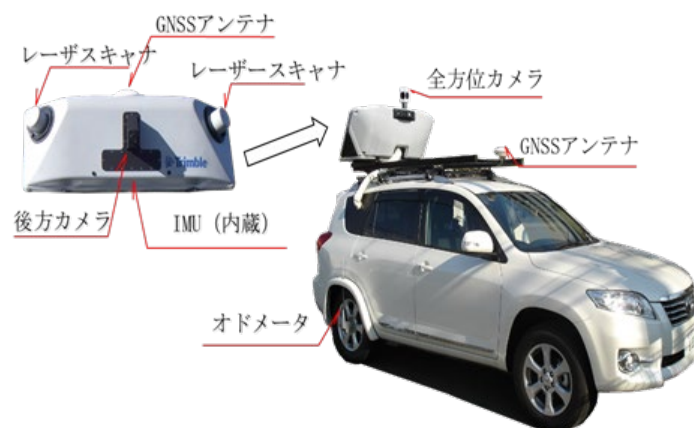 GNSSアンテナ
レーザスキャナ
レーザースキャナ
全方位カメラ
Trimble
GNSSアンテナ
後方カメラ
IMU (内蔵)
オドメータ